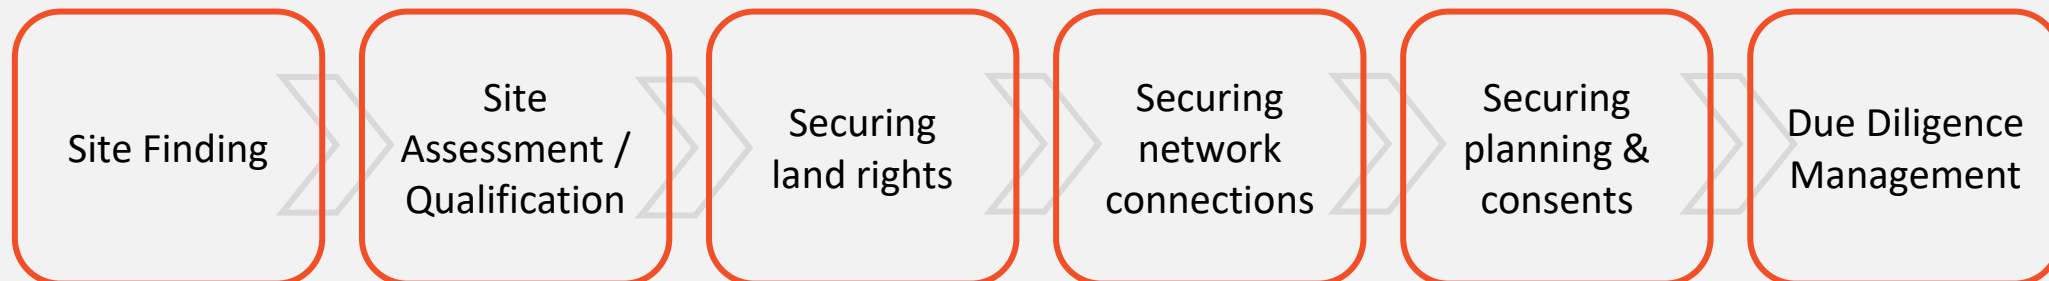 Site Finding
Site
Assessment /
Qualification
Securing
land rights
Securing
network
connections
Securing
planning &
consents
Due Diligence
Management